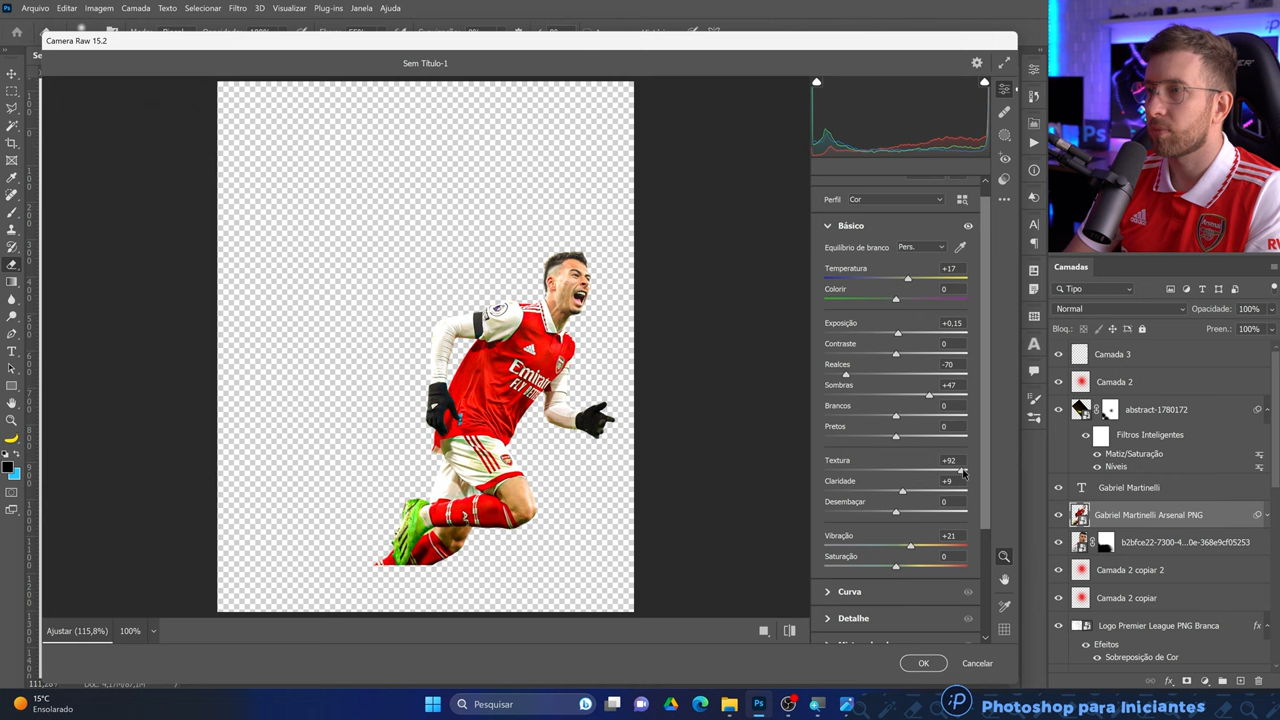 Arquivo Editar Imagem Camada Texto Selecionar Filtro 3D Visualizar Plug-ins Janela Ajuda
Camera Raw 15.2
Sem Título-1
Perfil Cor
Básico
Equilíbrio de branco Pers.
Temperatura +17
Colorir 0
Exposição +0,15
Contraste 0
Realces -70
Sombras +47
Brancos 0
Pretos 0
Textura +92
Claridade +9
Desembaçar 0
Vibração +21
Saturação 0
Curva
Detalhe
Ajustar (115,8%) 100%
OK Cancelar
Camadas
Tipo
Normal Opacidade: 100%
Bloq.: Preen.: 100%
Camada 3
Camada 2
abstract-1780172
Filtros Inteligentes
Matiz/Saturação
Níveis
T Gabriel Martinelli
Gabriel Martinelli Arsenal PNG
b2bfce22-7300-4...0e-368e9cf05253
Camada 2 copiar 2
Camada 2 copiar
Logo Premier League PNG Branca fx
Efeitos
Sobreposição de Cor
Emirates
FLY BETTER
15°C
Ensolarado
Pesquisar
Photoshop para Iniciantes